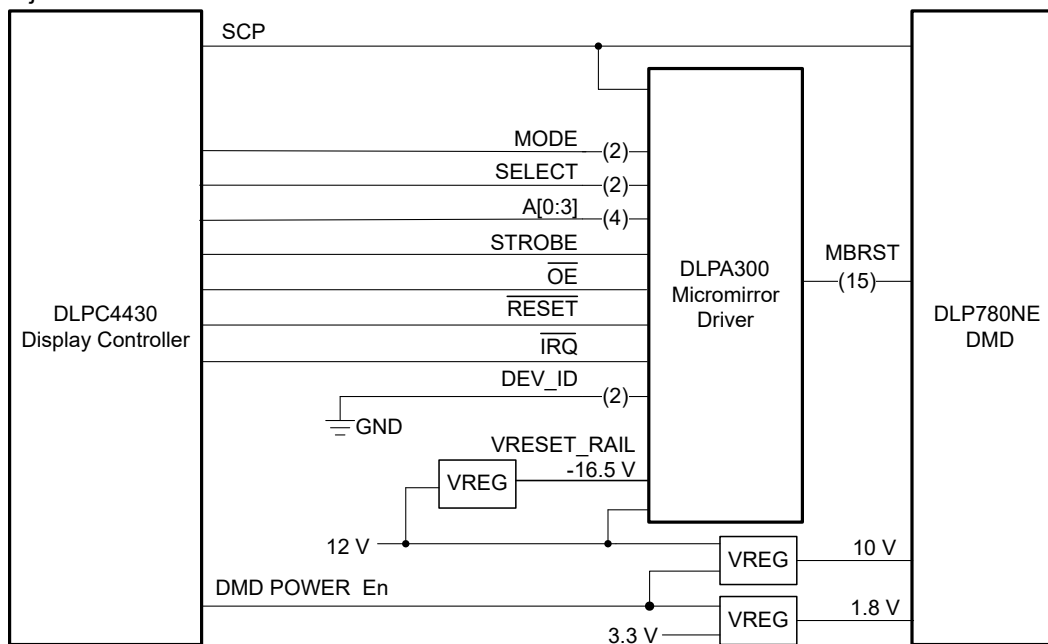 SCP
MODE
(2)
SELECT
(2)
A[0:3]
(4)
STROBE
OE
RESET
IRQ
DEV_ID
(2)
GND
VRESET_RAIL
-16.5 V
VREG
12 V
DMD POWER En
3.3 V
DLPC4430
Display Controller
DLPA300
Micromirror
Driver
MBRST
(15)
DLP780NE
DMD
VREG
10 V
VREG
1.8 V